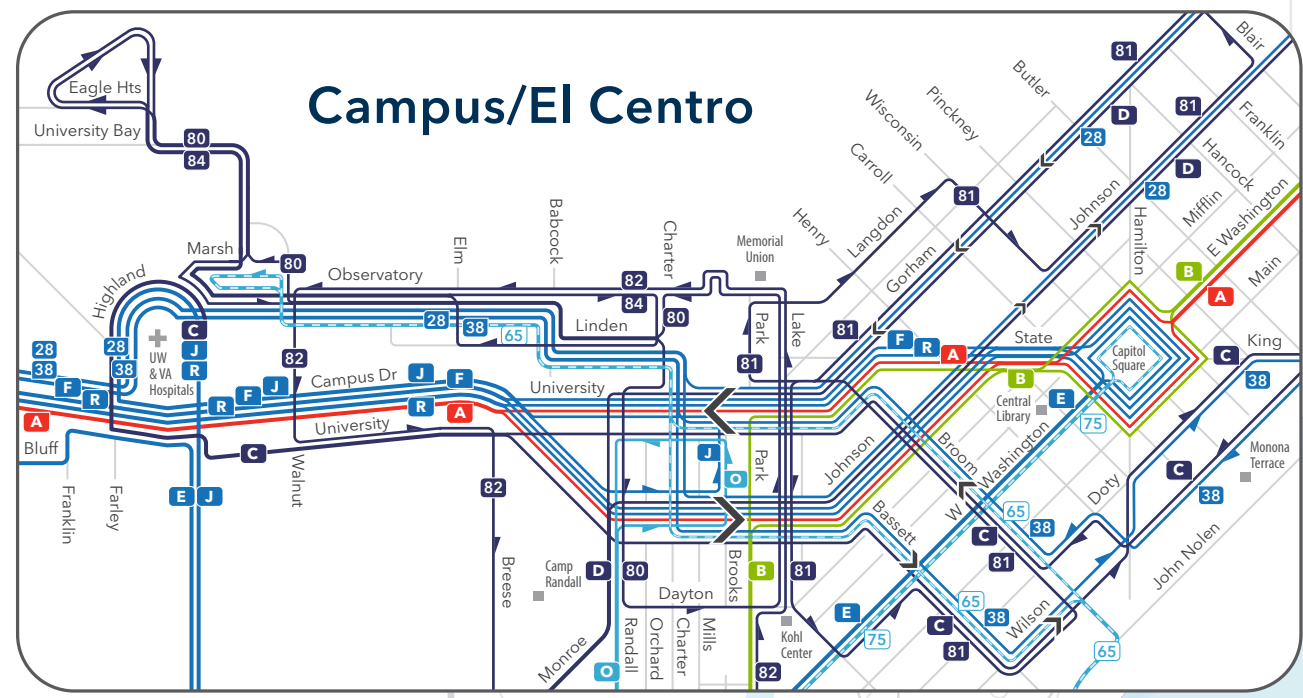 Campus/El Centro
Eagle Hts
University Bay
80
84
Marsh
80
Observatory
Highland
Elm
Babcock
Charter
82
84
80
Linden
28
38
65
Memorial
Union
Henry
Langdon
Carroll
Wisconsin
Pinckney
Butler
81
81
D
28
81
D
28
Blair
Franklin
Hancock
Mifflin
E Washington
Main
Hamilton
Johnson
Gorham
B
A
King
C
38
State
Capitol
Square
Park
Lake
81
81
F
R
A
B
Central
Library
E
75
C
J
R
28
38
UW
& VA
Hospitals
28
38
F
R
A
Bluff
82
Campus Dr
J
F
R
F
J
R
A
University
University
C
Walnut
Franklin
Farley
E
J
82
Breese
J
O
Park
Johnson
Broom
W Washington
Bassett
Doty
Monona
Terrace
C
38
John Nolen
65
38
C
81
Camp
Randall
D
80
Brooks
B
81
Dayton
Randall
Orchard
Charter
Mills
Monroe
O
Kohl
Center
82
E
75
65
38
C
81
Wilson
65